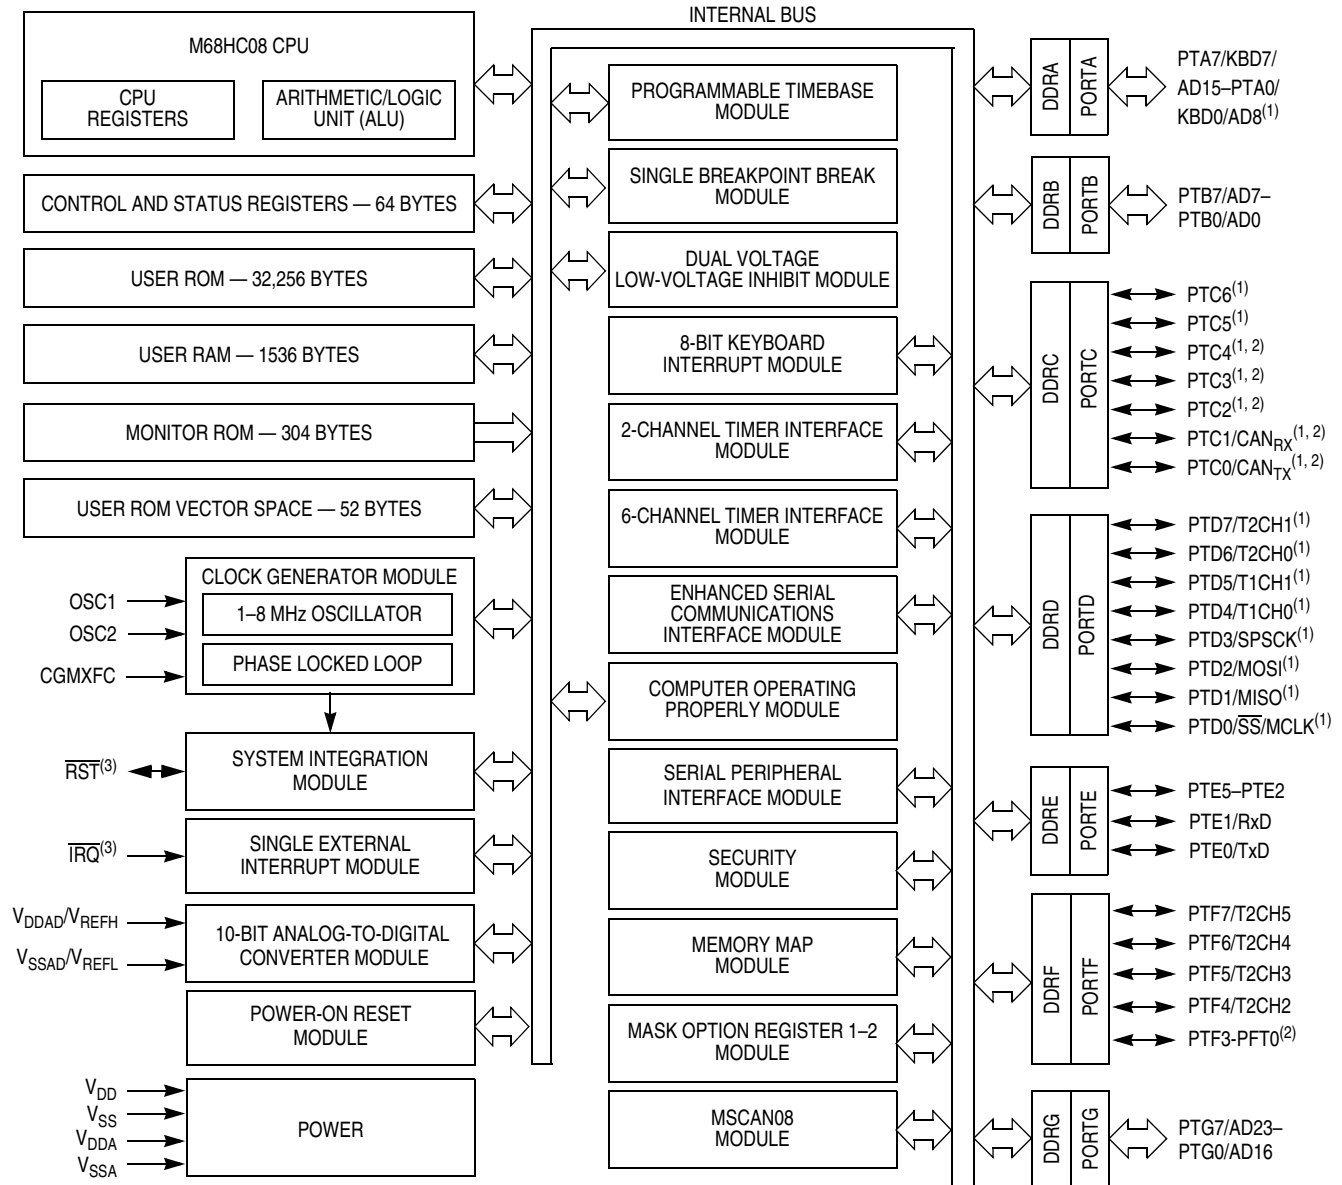 INTERNAL BUS
M68HC08 CPU
CPU
REGISTERS
ARITHMETIC/LOGIC
UNIT (ALU)
CONTROL AND STATUS REGISTERS — 64 BYTES
USER ROM — 32,256 BYTES
USER RAM — 1536 BYTES
MONITOR ROM — 304 BYTES
USER ROM VECTOR SPACE — 52 BYTES
CLOCK GENERATOR MODULE
1–8 MHz OSCILLATOR
PHASE LOCKED LOOP
OSC1
OSC2
CGMXFC
SYSTEM INTEGRATION
MODULE
RST(3)
SINGLE EXTERNAL
INTERRUPT MODULE
IRQ(3)
10-BIT ANALOG-TO-DIGITAL
CONVERTER MODULE
VDDAD/VREFH
VSSAD/VREFL
POWER-ON RESET
MODULE
POWER
VDD
VSS
VDDA
VSSA
PROGRAMMABLE TIMEBASE
MODULE
SINGLE BREAKPOINT BREAK
MODULE
DUAL VOLTAGE
LOW-VOLTAGE INHIBIT MODULE
8-BIT KEYBOARD
INTERRUPT MODULE
2-CHANNEL TIMER INTERFACE
MODULE
6-CHANNEL TIMER INTERFACE
MODULE
ENHANCED SERIAL
COMMUNICATIONS
INTERFACE MODULE
COMPUTER OPERATING
PROPERLY MODULE
SERIAL PERIPHERAL
INTERFACE MODULE
SECURITY
MODULE
MEMORY MAP
MODULE
MASK OPTION REGISTER 1–2
MODULE
MSCAN08
MODULE
DDRA
PORTA
PTA7/KBD7/
AD15–PTA0/
KBD0/AD8(1)
DDRB
PORTB
PTB7/AD7–
PTB0/AD0
DDRC
PORTC
PTC6(1)
PTC5(1)
PTC4(1, 2)
PTC3(1, 2)
PTC2(1, 2)
PTC1/CANRX(1, 2)
PTC0/CANTX(1, 2)
DDRD
PORTD
PTD7/T2CH1(1)
PTD6/T2CH0(1)
PTD5/T1CH1(1)
PTD4/T1CH0(1)
PTD3/SPSCK(1)
PTD2/MOSI(1)
PTD1/MISO(1)
PTD0/SS/MCLK(1)
DDRE
PORTE
PTE5–PTE2
PTE1/RxD
PTE0/TxD
DDRF
PORTF
PTF7/T2CH5
PTF6/T2CH4
PTF5/T2CH3
PTF4/T2CH2
PTF3-PFT0(2)
DDRG
PORTG
PTG7/AD23–
PTG0/AD16